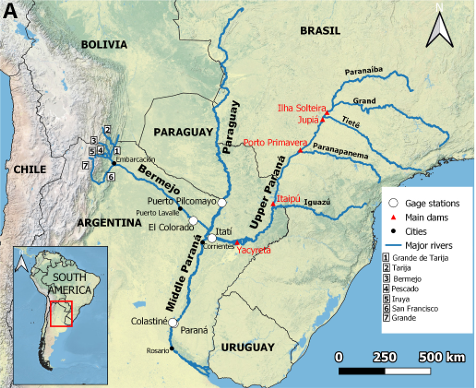 A
BOLIVIA
BRASIL
Paranaiba
Grand
Ilha Solteira
Jupiá
Tietê
PARAGUAY
Paraguay
Porto Primavera
Paranapanema
2
3
5 4 1
7
6
Embarcación
CHILE
Bermejo
Upper Paraná
Puerto Pilcomayo
Itaipú
Iguazú
Puerto Lavalle
ARGENTINA
El Colorado
Itatí
Corrientes
Yacyretá
Middle Paraná
Colastiné
Paraná
Rosario
URUGUAY
SOUTH
AMERICA
Gage stations
Main dams
Cities
Major rivers
1 Grande de Tarija
2 Tarija
3 Bermejo
4 Pescado
5 Iruya
6 San Francisco
7 Grande
0 250 500 km